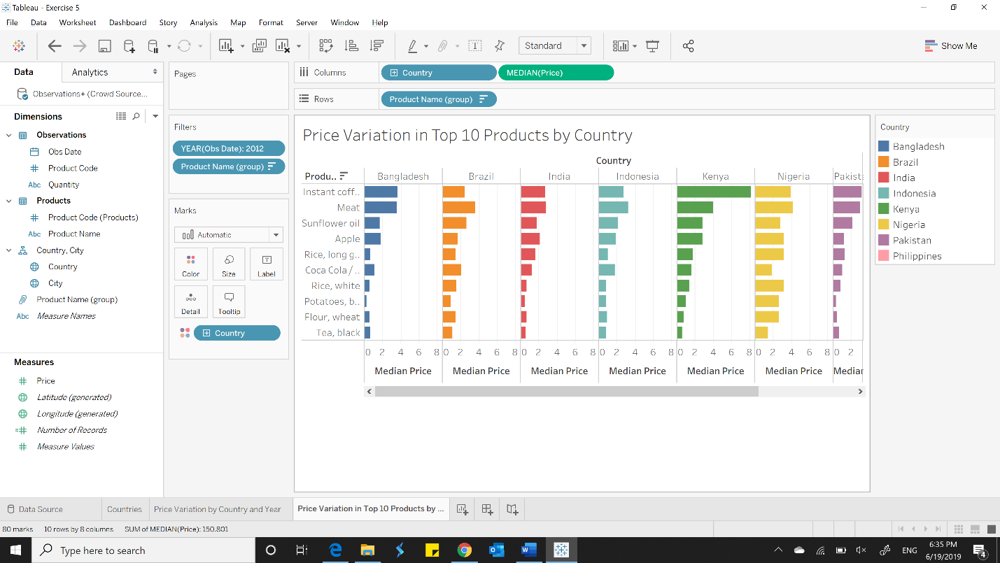 Tableau - Exercise 5
File Data Worksheet Dashboard Story Analysis Map Format Server Window Help
Standard
Show Me
Data Analytics
Observations+ (Crowd Source...
Dimensions
Observations
Obs Date
Product Code
Abc Quantity
Products
Product Code (Products)
Abc Product Name
Country, City
Country
City
Product Name (group)
Abc Measure Names
Measures
Price
Latitude (generated)
Longitude (generated)
Number of Records
Measure Values
Pages
Filters
YEAR(Obs Date): 2012
Product Name (group)
Marks
Automatic
Color Size Label
Detail Tooltip
Country
Columns Country MEDIAN(Price)
Rows Product Name (group)
Price Variation in Top 10 Products by Country
Country
Produ.. Bangladesh Brazil India Indonesia Kenya Nigeria Pakist
Instant coff..
Meat
Sunflower oil
Apple
Rice, long g..
Coca Cola / ..
Rice, white
Potatoes, b..
Flour, wheat
Tea, black
0 2 4 6 8 0 2 4 6 8 0 2 4 6 8 0 2 4 6 8 0 2 4 6 8 0 2 4 6 8 0 2
Median Price Median Price Median Price Median Price Median Price Median Price Median
Country
Bangladesh
Brazil
India
Indonesia
Kenya
Nigeria
Pakistan
Philippines
Data Source Countries Price Variation by Country and Year Price Variation in Top 10 Products by ...
80 marks 10 rows by 8 columns SUM of MEDIAN(Price): 150.801
Type here to search
ENG
6:35 PM
6/19/2019
4